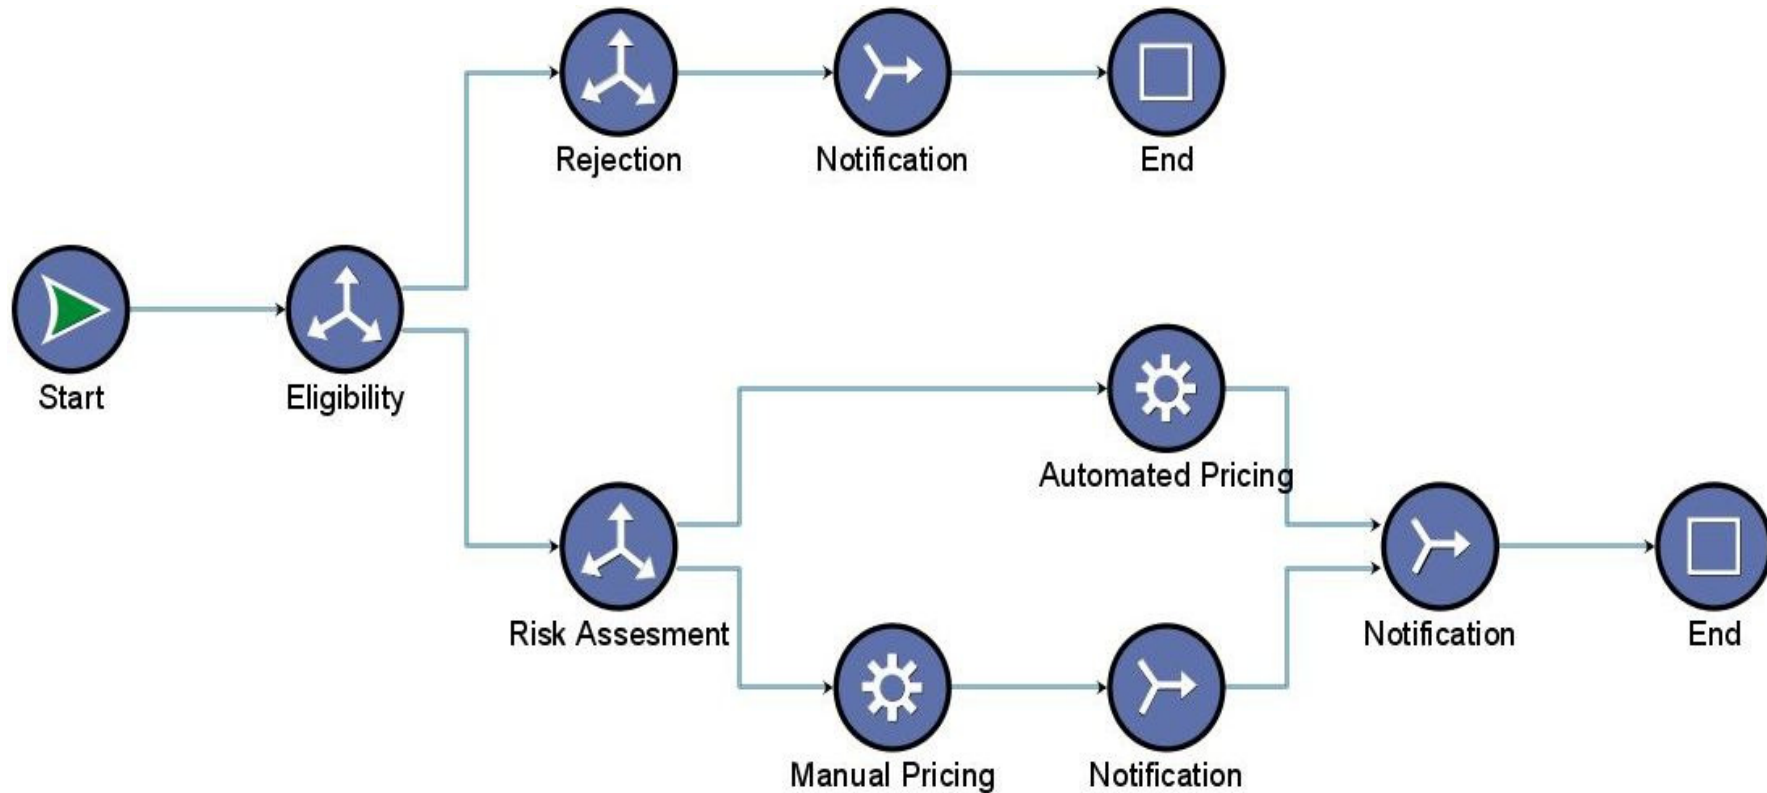 Rejection
Notification
End
Start
Eligibility
Automated Pricing
Risk Assesment
Notification
End
Manual Pricing
Notification